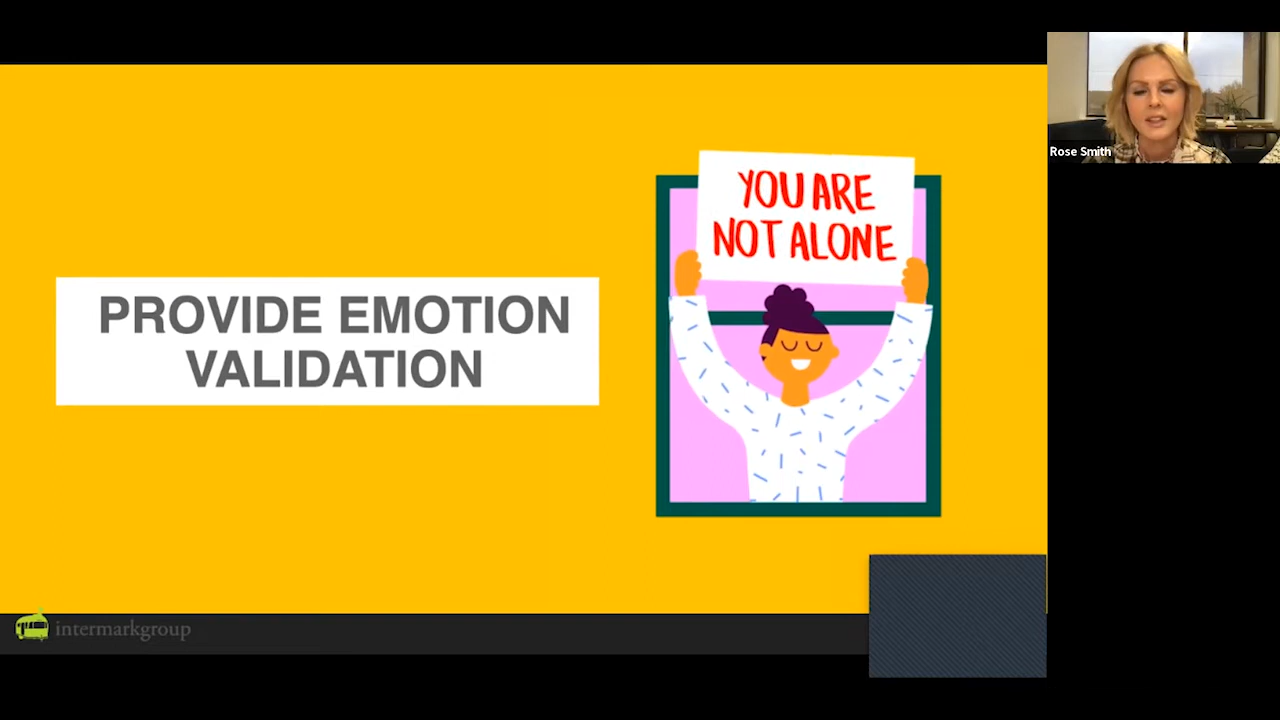 YOU ARE
NOT ALONE
PROVIDE EMOTION
VALIDATION
Rose Smith
intermarkgroup